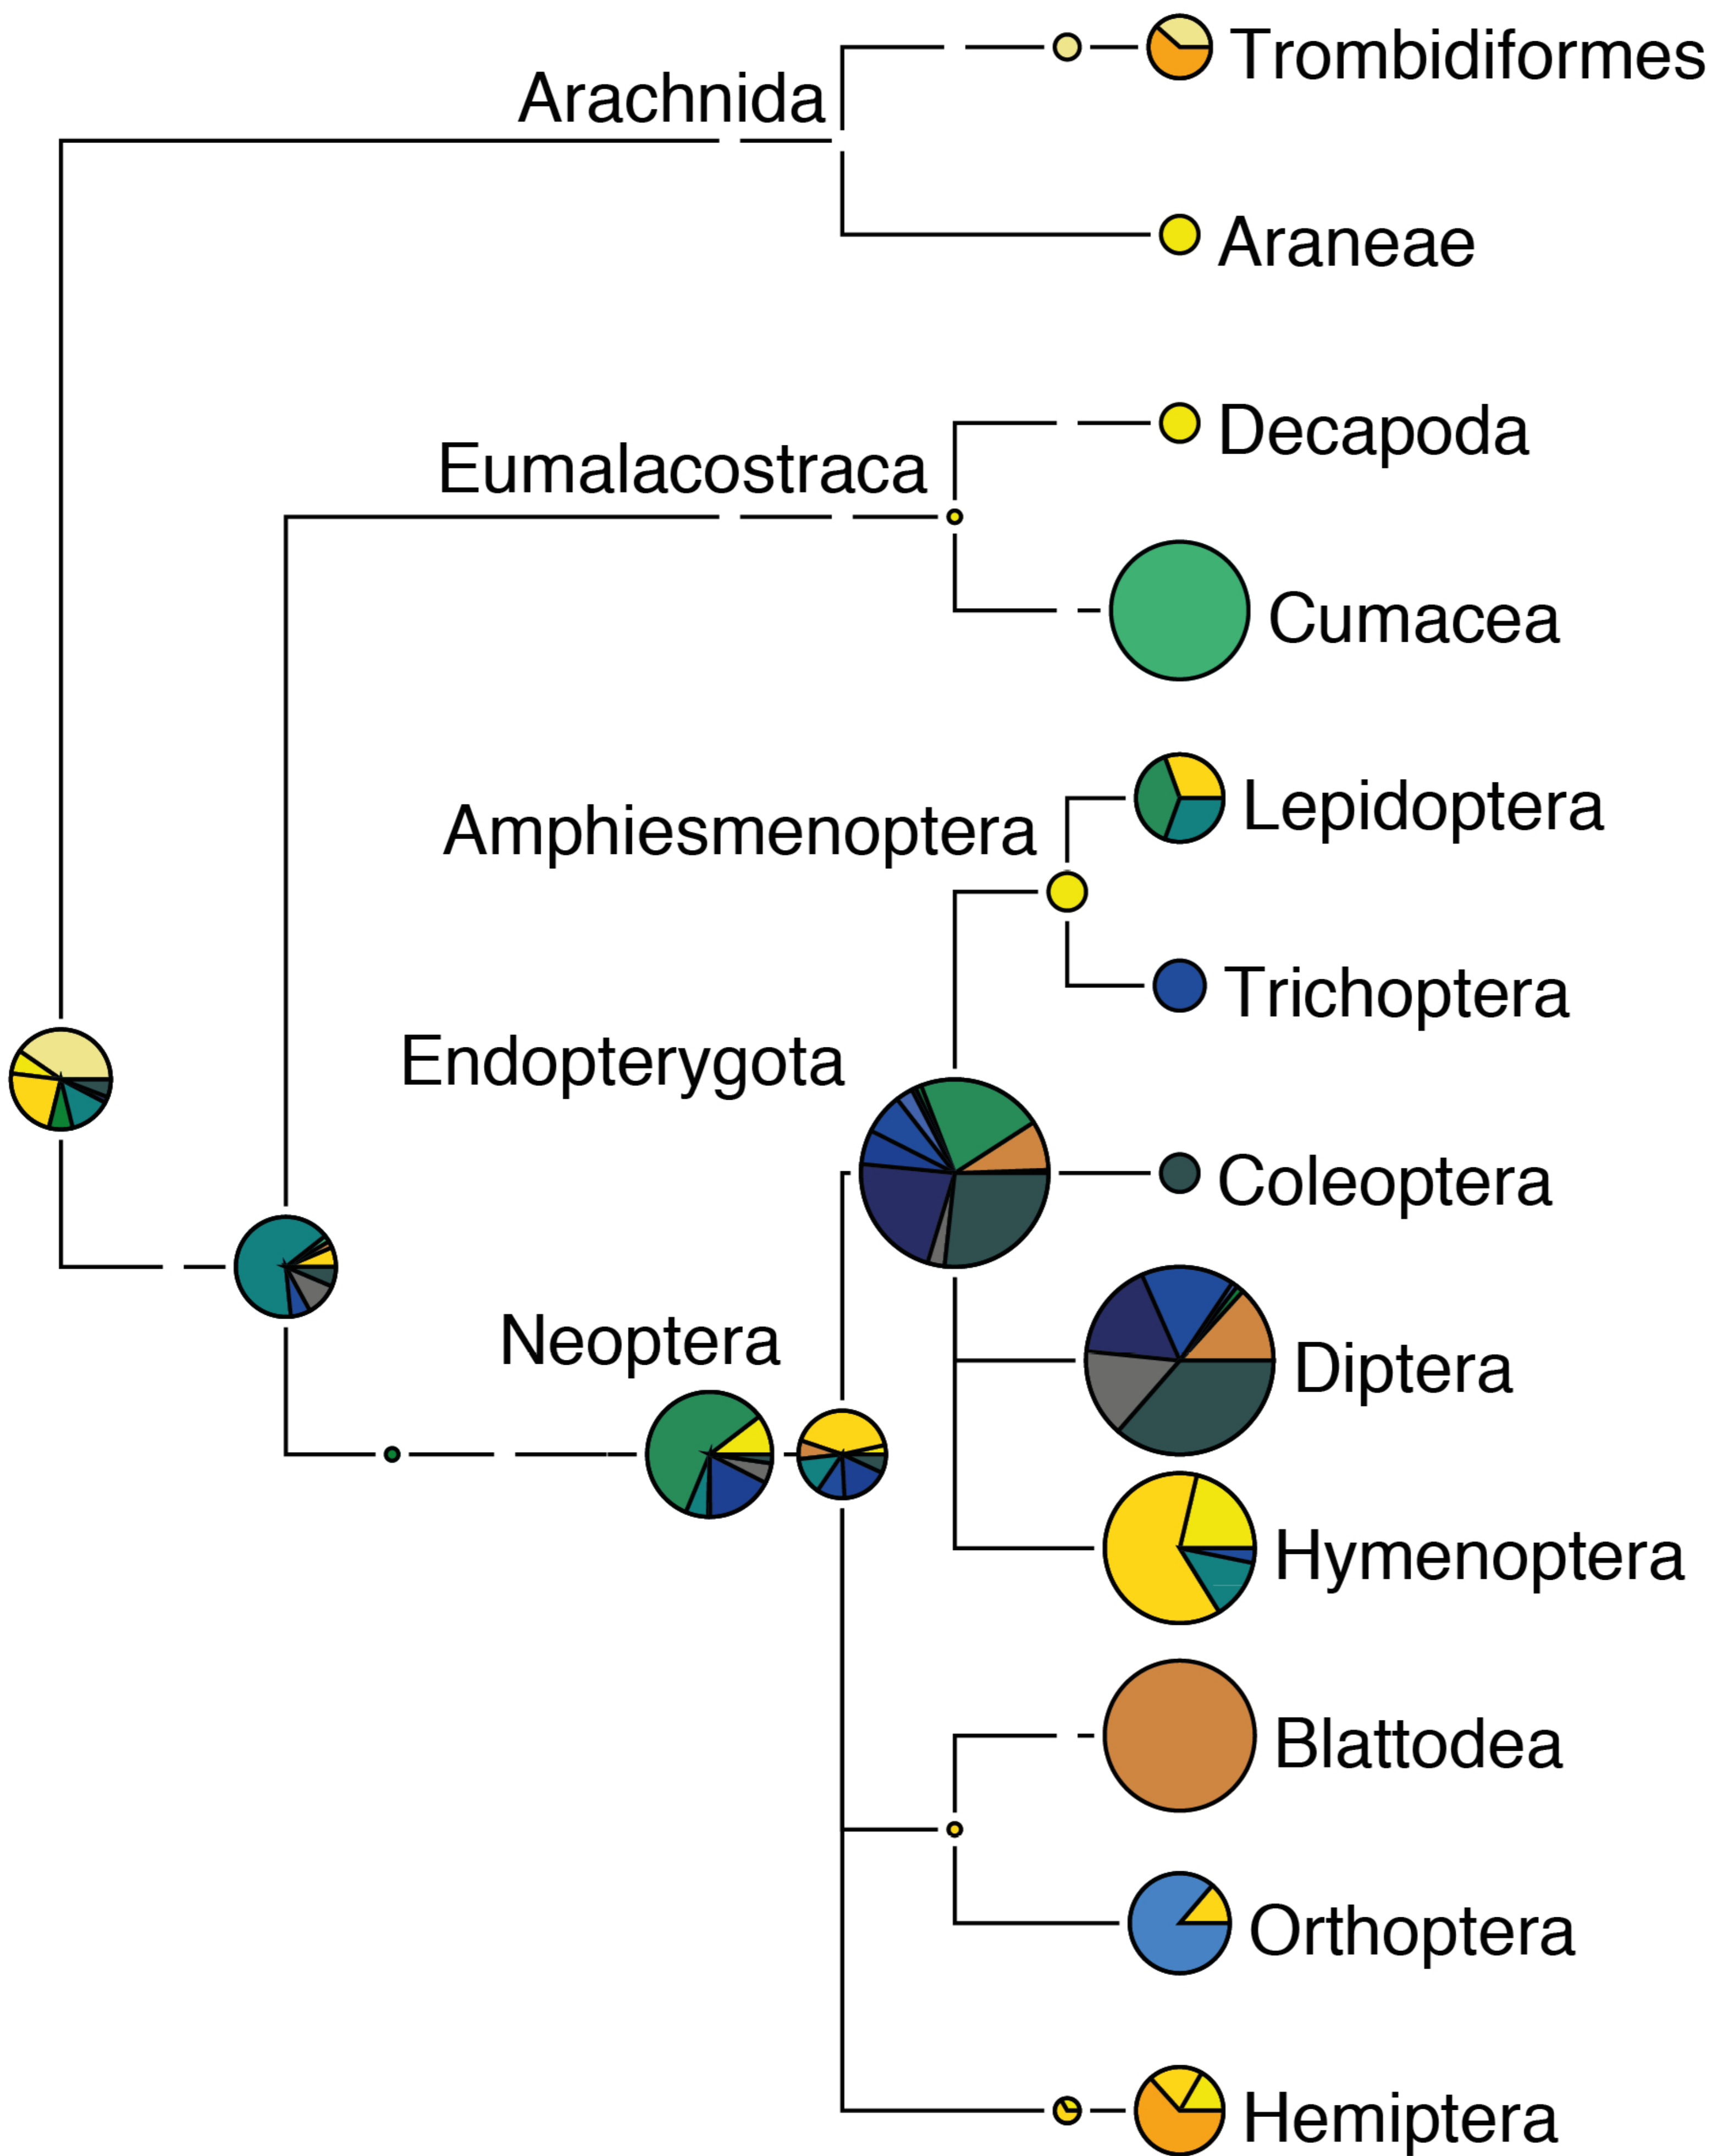 Trombidiformes
Arachnida
Araneae
Decapoda
Eumalacostraca
Cumacea
Lepidoptera
Amphiesmenoptera
Trichoptera
Endopterygota
Coleoptera
Neoptera
Diptera
Hymenoptera
Blattodea
Orthoptera
Hemiptera